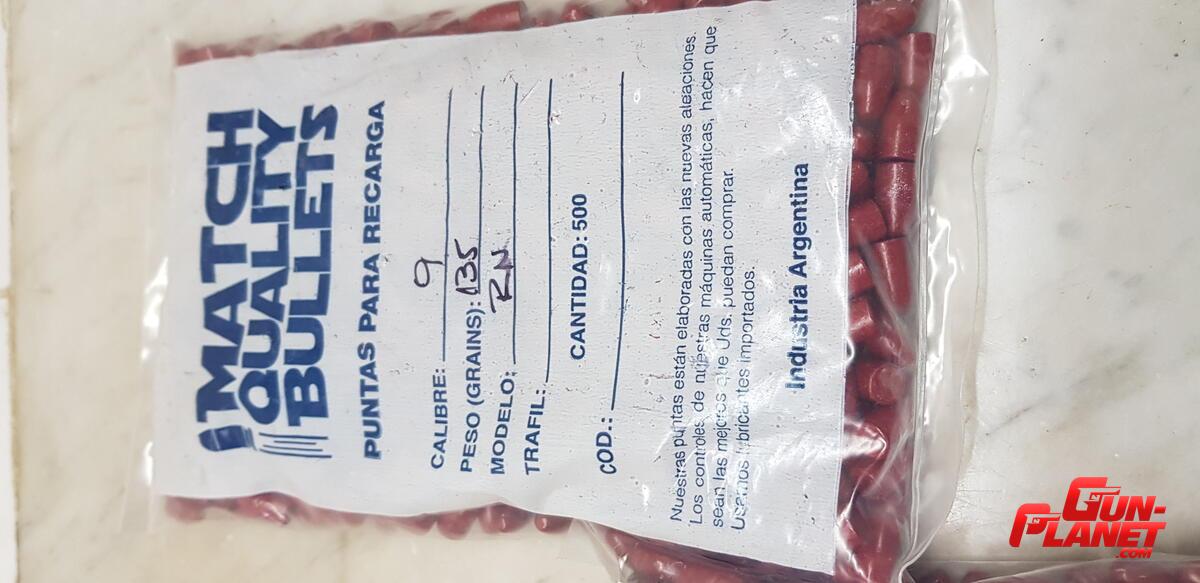 MATCH
QUALITY
BULLETS
PUNTAS PARA RECARGA
CALIBRE: 9
PESO (GRAINS): 135
MODELO: RN
TRAFIL:
CANTIDAD: 500
COD.:
Nuestras puntas están elaboradas con las nuevas aleaciones.
Los controles de nuestras máquinas automáticas, hacen que
sean las mejores que Uds. puedan comprar.
Usamos lubricantes importados.
Industria Argentina
GUN-
PLANET
.COM